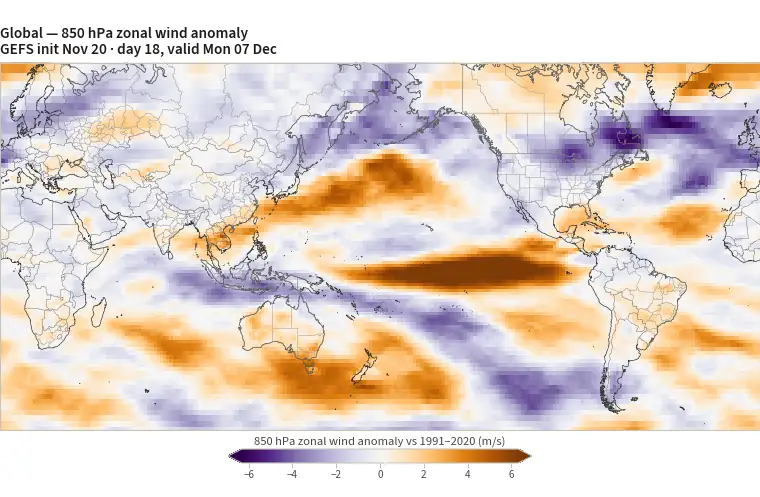 Global — 850 hPa zonal wind anomaly
GEFS init Nov 20 · day 18, valid Mon 07 Dec
850 hPa zonal wind anomaly vs 1991–2020 (m/s)
−6 −4 −2 0 2 4 6